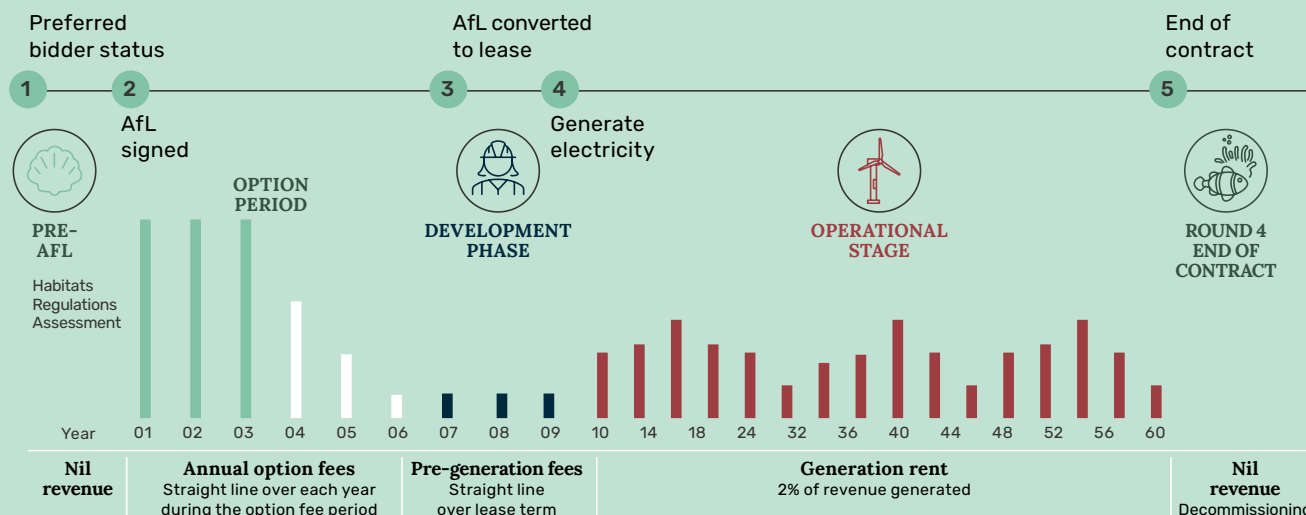 Preferred
bidder status
AfL converted
to lease
End of
contract
1
2
3
4
5
AfL
signed
Generate
electricity
OPTION
PERIOD
PRE-
AFL
DEVELOPMENT
PHASE
OPERATIONAL
STAGE
ROUND 4
END OF
CONTRACT
Habitats
Regulations
Assessment
Year 01 02 03 04 05 06 07 08 09 10 14 18 24 32 36 40 44 48 52 56 60
Nil
revenue
Annual option fees
Straight line over each year
during the option fee period
Pre-generation fees
Straight line
over lease term
Generation rent
2% of revenue generated
Nil
revenue
Decommissioning